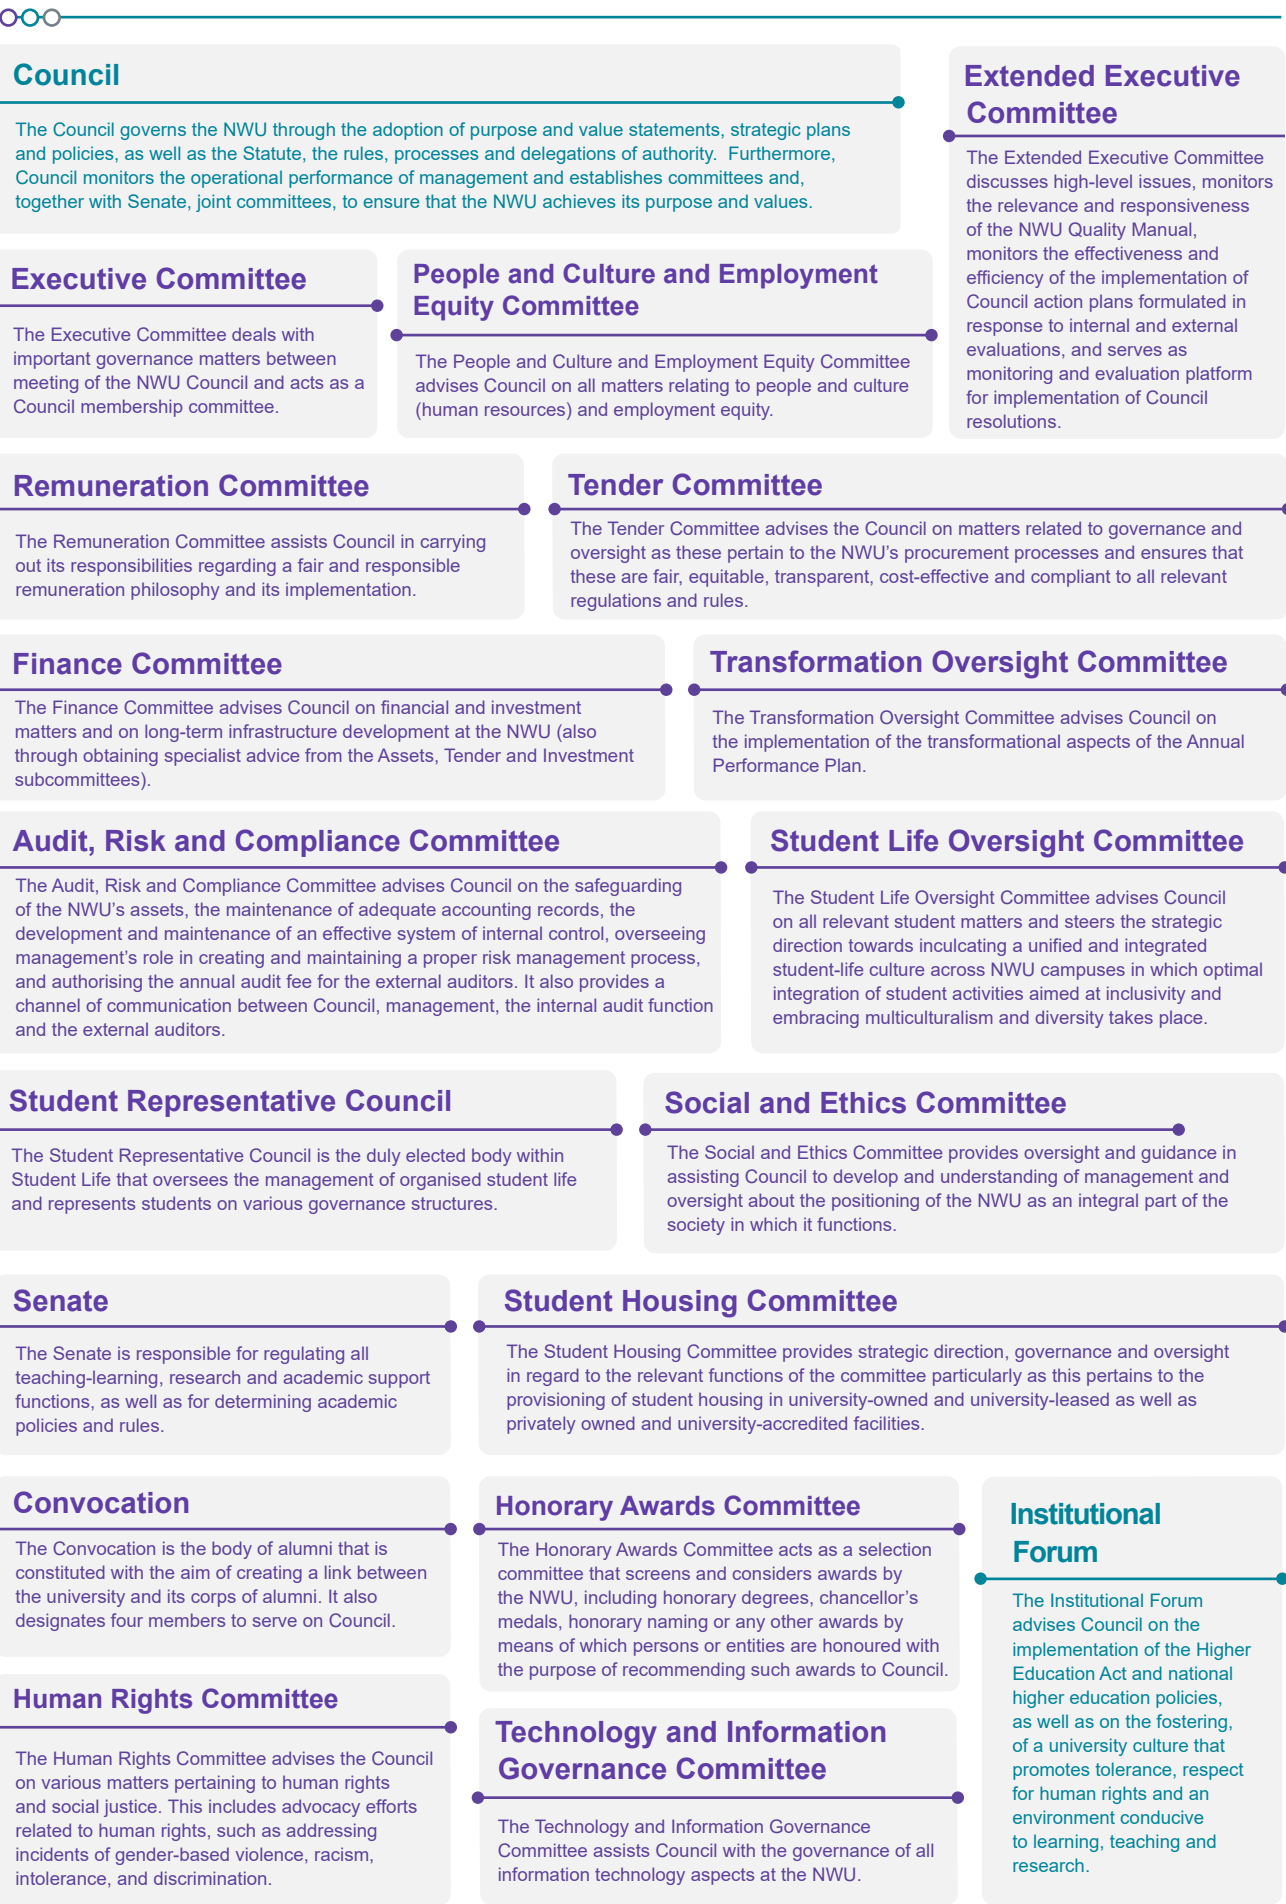 Council
The Council governs the NWU through the adoption of purpose and value statements, strategic plans
and policies, as well as the Statute, the rules, processes and delegations of authority.  Furthermore,
Council monitors the operational performance of management and establishes committees and,
together with Senate, joint committees, to ensure that the NWU achieves its purpose and values.
Extended Executive
Committee
The Extended Executive Committee
discusses high-level issues, monitors
the relevance and responsiveness
of the NWU Quality Manual,
monitors the effectiveness and
efficiency of the implementation of
Council action plans formulated in
response to internal and external
evaluations, and serves as
monitoring and evaluation platform
for implementation of Council
resolutions.
Executive Committee
The Executive Committee deals with
important governance matters between
meeting of the NWU Council and acts as a
Council membership committee.
People and Culture and Employment
Equity Committee
The People and Culture and Employment Equity Committee
advises Council on all matters relating to people and culture
(human resources) and employment equity.
Remuneration Committee
The Remuneration Committee assists Council in carrying
out its responsibilities regarding a fair and responsible
remuneration philosophy and its implementation.
Tender Committee
The Tender Committee advises the Council on matters related to governance and
oversight as these pertain to the NWU's procurement processes and ensures that
these are fair, equitable, transparent, cost-effective and compliant to all relevant
regulations and rules.
Finance Committee
The Finance Committee advises Council on financial and investment
matters and on long-term infrastructure development at the NWU (also
through obtaining specialist advice from the Assets, Tender and Investment
subcommittees).
Transformation Oversight Committee
The Transformation Oversight Committee advises Council on
the implementation of the transformational aspects of the Annual
Performance Plan.
Audit, Risk and Compliance Committee
The Audit, Risk and Compliance Committee advises Council on the safeguarding
of the NWU's assets, the maintenance of adequate accounting records, the
development and maintenance of an effective system of internal control, overseeing
management's role in creating and maintaining a proper risk management process,
and authorising the annual audit fee for the external auditors. It also provides a
channel of communication between Council, management, the internal audit function
and the external auditors.
Student Life Oversight Committee
The Student Life Oversight Committee advises Council
on all relevant student matters and steers the strategic
direction towards inculcating a unified and integrated
student-life culture across NWU campuses in which optimal
integration of student activities aimed at inclusivity and
embracing multiculturalism and diversity takes place.
Student Representative Council
The Student Representative Council is the duly elected body within
Student Life that oversees the management of organised student life
and represents students on various governance structures.
Social and Ethics Committee
The Social and Ethics Committee provides oversight and guidance in
assisting Council to develop and understanding of management and
oversight about the positioning of the NWU as an integral part of the
society in which it functions.
Senate
The Senate is responsible for regulating all
teaching-learning, research and academic support
functions, as well as for determining academic
policies and rules.
Student Housing Committee
The Student Housing Committee provides strategic direction, governance and oversight
in regard to the relevant functions of the committee particularly as this pertains to the
provisioning of student housing in university-owned and university-leased as well as
privately owned and university-accredited facilities.
Convocation
The Convocation is the body of alumni that is
constituted with the aim of creating a link between
the university and its corps of alumni. It also
designates four members to serve on Council.
Honorary Awards Committee
The Honorary Awards Committee acts as a selection
committee that screens and considers awards by
the NWU, including honorary degrees, chancellor's
medals, honorary naming or any other awards by
means of which persons or entities are honoured with
the purpose of recommending such awards to Council.
Institutional
Forum
The Institutional Forum
advises Council on the
implementation of the Higher
Education Act and national
higher education policies,
as well as on the fostering,
of a university culture that
promotes tolerance, respect
for human rights and an
environment conducive
to learning, teaching and
research.
Human Rights Committee
The Human Rights Committee advises the Council
on various matters pertaining to human rights
and social justice. This includes advocacy efforts
related to human rights, such as addressing
incidents of gender-based violence, racism,
intolerance, and discrimination.
Technology and Information
Governance Committee
The Technology and Information Governance
Committee assists Council with the governance of all
information technology aspects at the NWU.